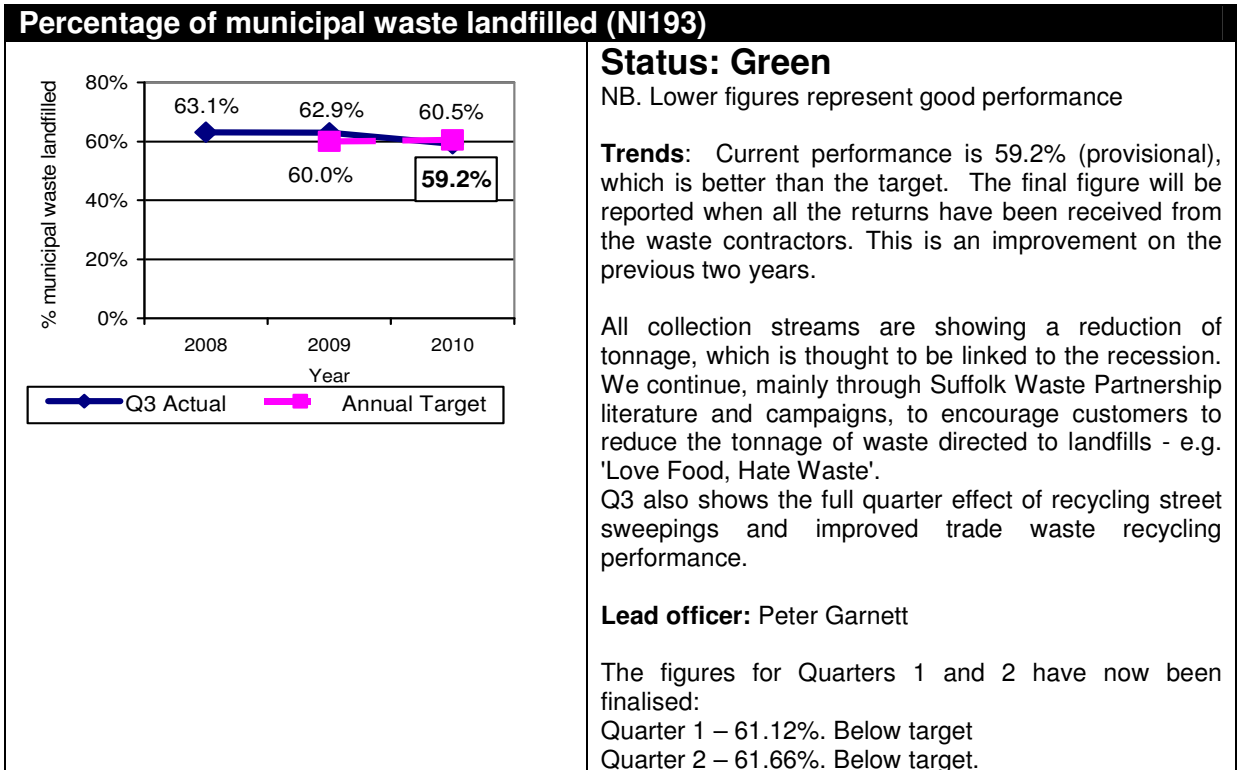 Percentage of municipal waste landfilled (NI193)
% municipal waste landfilled
80%
60%
40%
20%
0%
63.1%
62.9%
60.5%
60.0%
59.2%
2008
2009
2010
Year
Q3 Actual
Annual Target
Status: Green
NB. Lower figures represent good performance
Trends: Current performance is 59.2% (provisional),
which is better than the target. The final figure will be
reported when all the returns have been received from
the waste contractors. This is an improvement on the
previous two years.
All collection streams are showing a reduction of
tonnage, which is thought to be linked to the recession.
We continue, mainly through Suffolk Waste Partnership
literature and campaigns, to encourage customers to
reduce the tonnage of waste directed to landfills - e.g.
'Love Food, Hate Waste'.
Q3 also shows the full quarter effect of recycling street
sweepings and improved trade waste recycling
performance.
Lead officer: Peter Garnett
The figures for Quarters 1 and 2 have now been
finalised:
Quarter 1 – 61.12%. Below target
Quarter 2 – 61.66%. Below target.